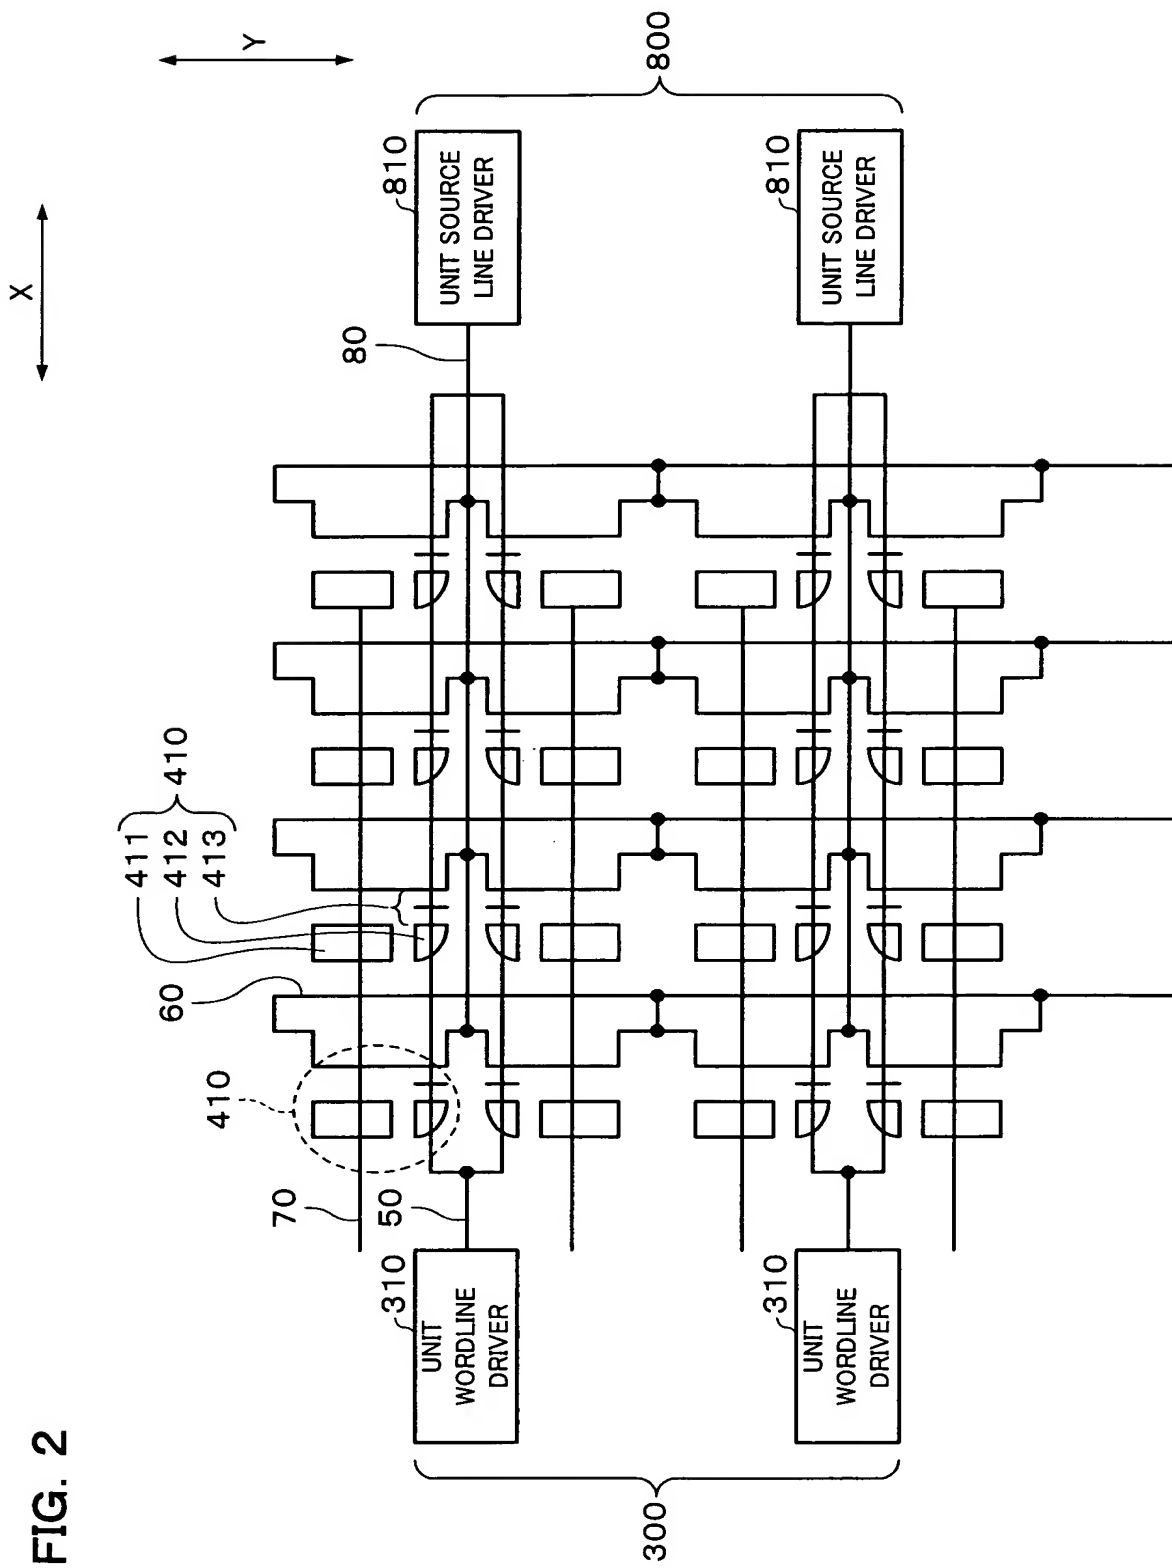 FIG. 2
X
Y
300
310
UNIT
WORDLINE
DRIVER
310
UNIT
WORDLINE
DRIVER
70
50
410
60
411
412
413
410
80
810
UNIT SOURCE
LINE DRIVER
810
UNIT SOURCE
LINE DRIVER
800